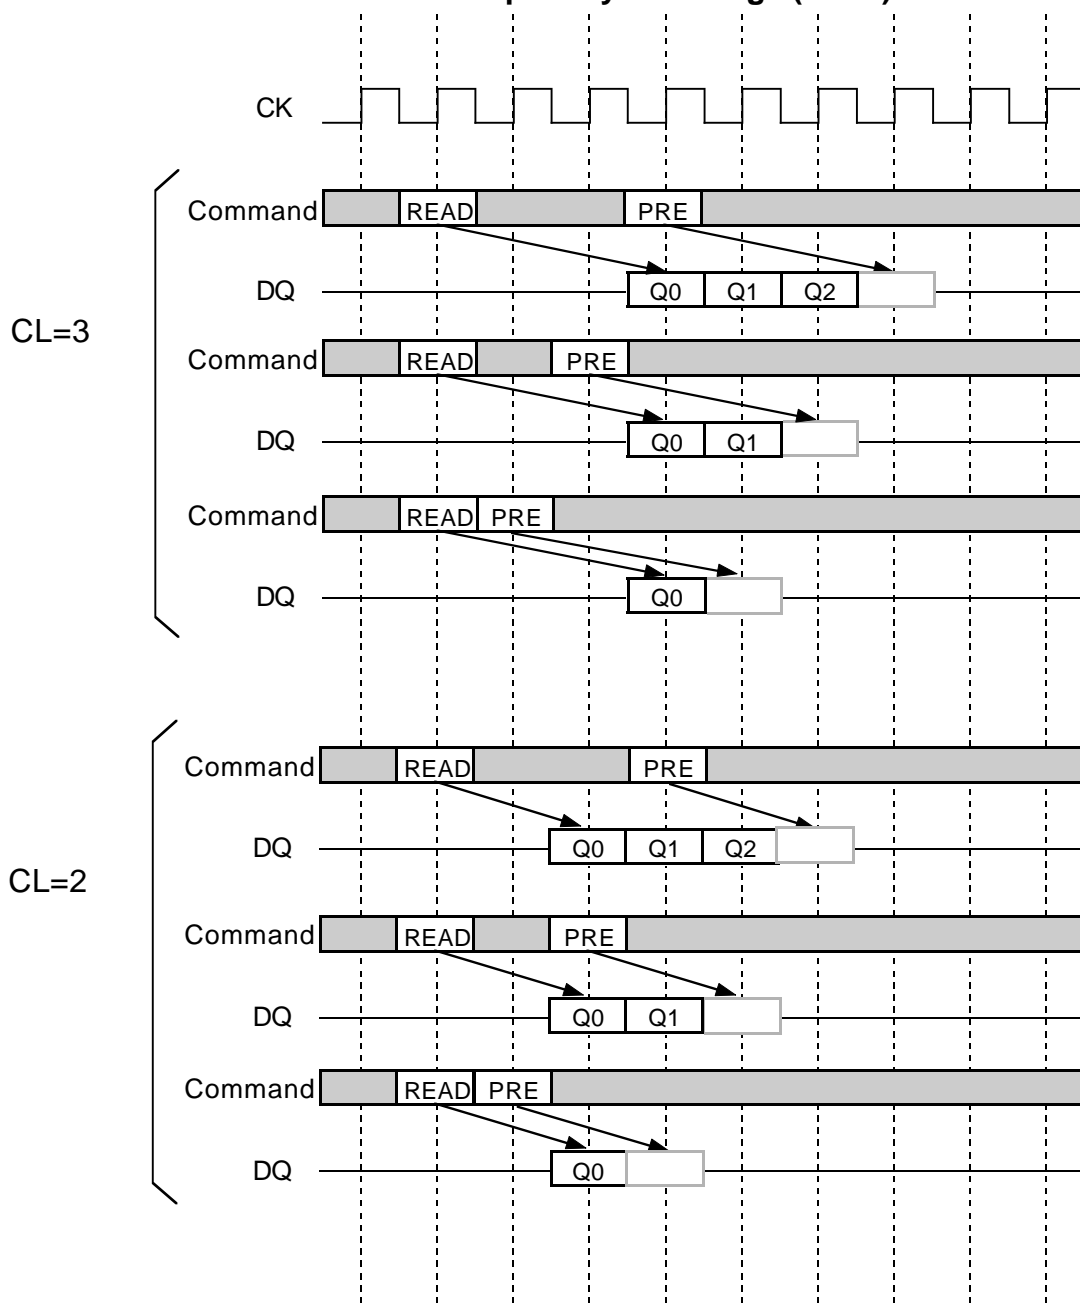 CK
Command READ PRE
DQ Q0 Q1 Q2
CL=3
Command READ PRE
DQ Q0 Q1
Command READ PRE
DQ Q0
Command READ PRE
DQ Q0 Q1 Q2
CL=2
Command READ PRE
DQ Q0 Q1
Command READ PRE
DQ Q0